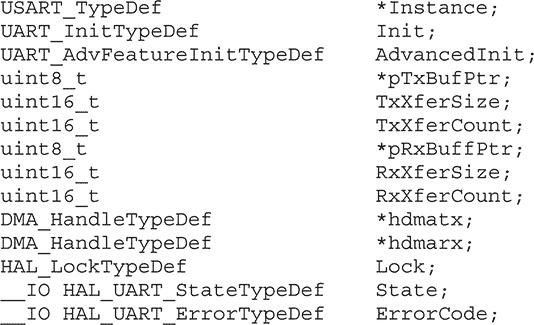 USART_TypeDef *Instance;
UART_InitTypeDef Init;
UART_AdvFeatureInitTypeDef AdvancedInit;
uint8_t *pTxBufPtr;
uint16_t TxXferSize;
uint16_t TxXferCount;
uint8_t *pRxBuffPtr;
uint16_t RxXferSize;
uint16_t RxXferCount;
DMA_HandleTypeDef *hdmatx;
DMA_HandleTypeDef *hdmarx;
HAL_LockTypeDef Lock;
__IO HAL_UART_StateTypeDef State;
__IO HAL_UART_ErrorTypeDef ErrorCode;